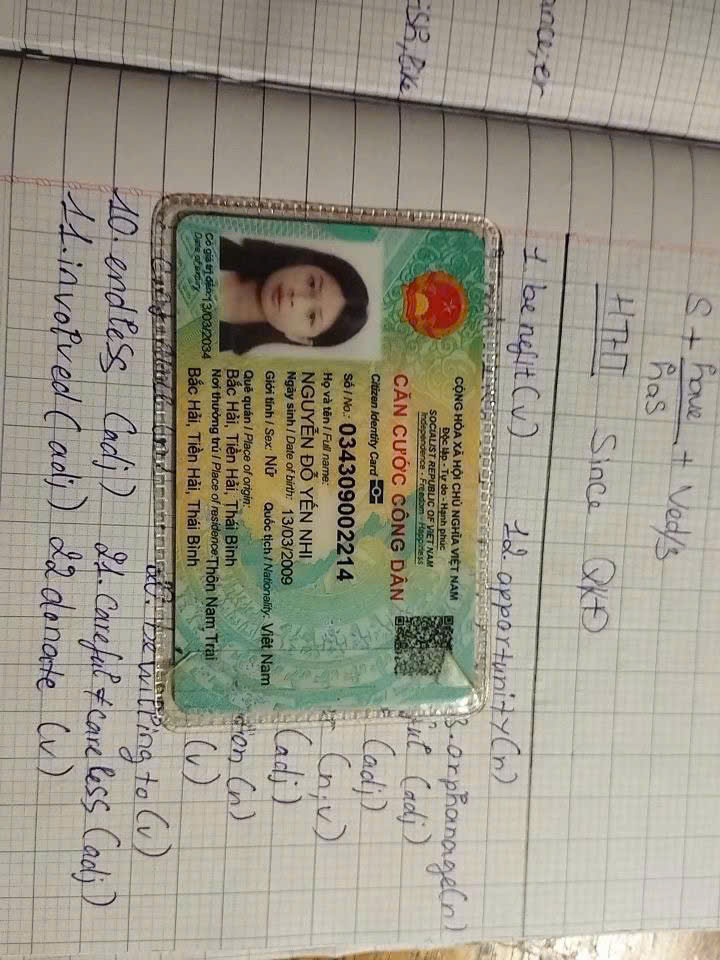 S + have + Ved/3
has
HTHT Since QKĐ
1. benefit (v) 12 opportunity (n)
3. orphanage (n)
ful (adj)
(adj)
(n, v)
(adj)
on (n)
(v)
20. be willing to (v)
10. endless (adj) 21. careful ≠ careless (adj)
11. involved (adj) 22 donate (v)
CỘNG HÒA XÃ HỘI CHỦ NGHĨA VIỆT NAM
Độc lập - Tự do - Hạnh phúc
SOCIALIST REPUBLIC OF VIET NAM
Independence - Freedom - Happiness
CĂN CƯỚC CÔNG DÂN
Citizen Identity Card
Số / No.: 034309002214
Họ và tên / Full name:
NGUYỄN ĐỖ YẾN NHI
Ngày sinh / Date of birth: 13/03/2009
Giới tính / Sex: Nữ Quốc tịch / Nationality: Việt Nam
Quê quán / Place of origin:
Bắc Hải, Tiền Hải, Thái Bình
Nơi thường trú / Place of residence: Thôn Nam Trại
Bắc Hải, Tiền Hải, Thái Bình
Có giá trị đến: 13/03/2034
Date of expiry